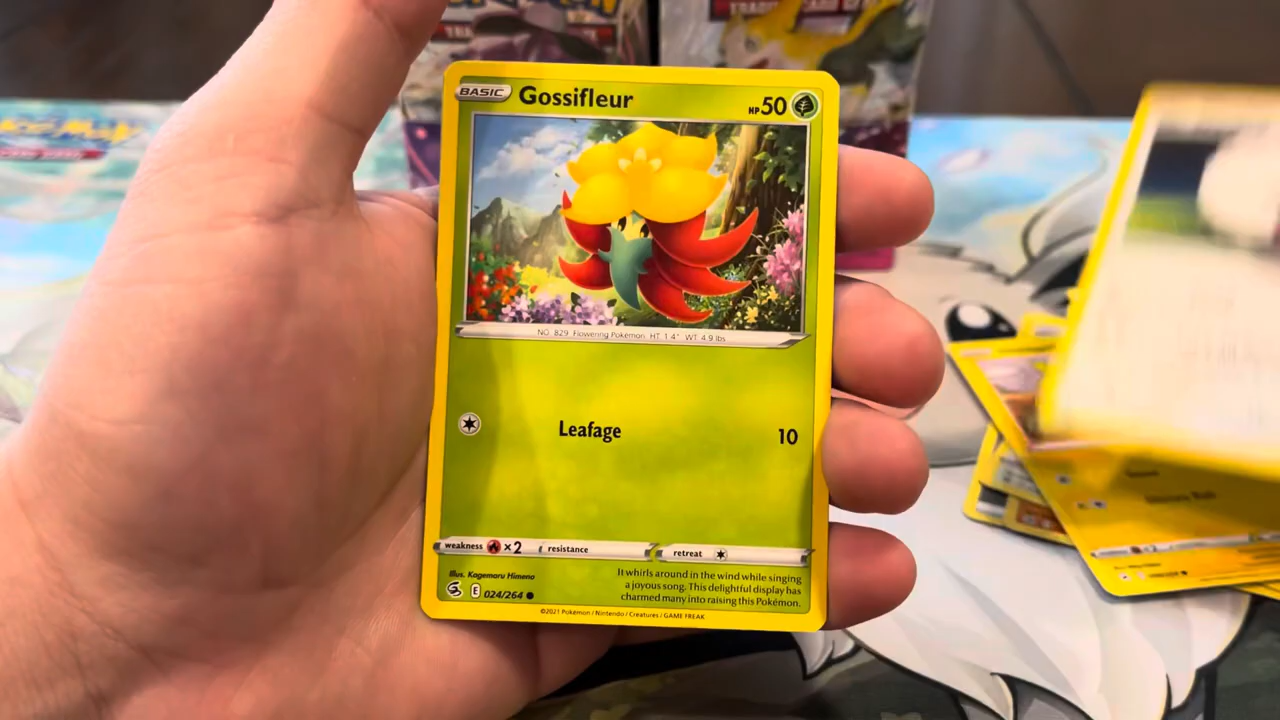 BASIC
Gossifleur
HP 50
NO. 829 Flowering Pokémon HT: 1'4" WT: 4.9 lbs.
Leafage 10
weakness ×2 resistance retreat
Illus. Kagemaru Himeno
E 024/264
It whirls around in the wind while singing
a joyous song. This delightful display has
charmed many into raising this Pokémon.
©2021 Pokémon / Nintendo / Creatures / GAME FREAK